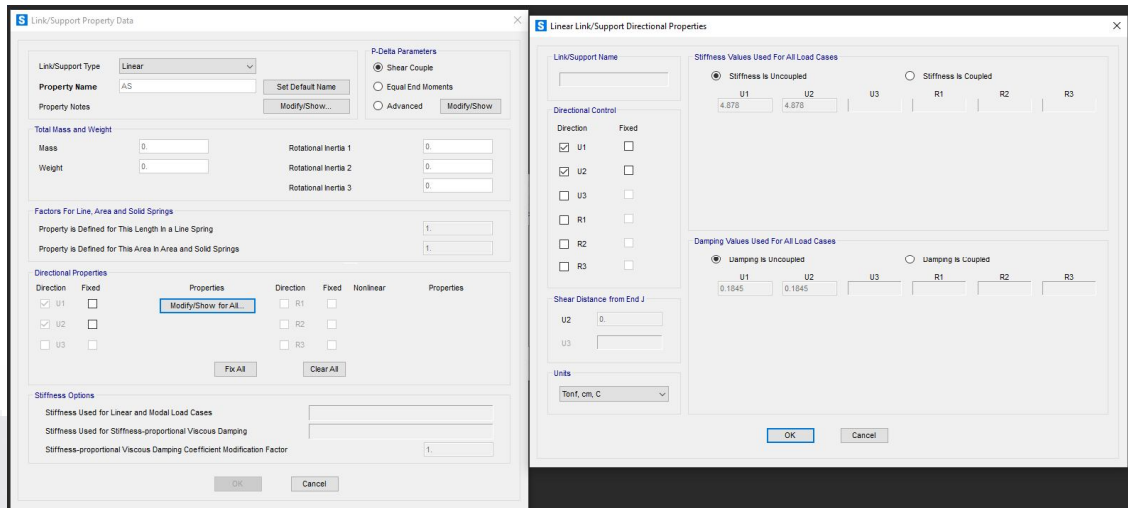 Link/Support Property Data
P-Delta Parameters
Link/Support Type Linear Shear Couple
Property Name AS Set Default Name Equal End Moments
Property Notes Modify/Show... Advanced Modify/Show
Total Mass and Weight
Mass 0. Rotational Inertia 1 0.
Weight 0. Rotational Inertia 2 0.
Rotational Inertia 3 0.
Factors For Line, Area and Solid Springs
Property is Defined for This Length In a Line Spring 1.
Property is Defined for This Area In Area and Solid Springs 1.
Directional Properties
Direction Fixed Properties Direction Fixed Nonlinear Properties
U1 Modify/Show for All... R1
U2 R2
U3 R3
Fix All Clear All
Stiffness Options
Stiffness Used for Linear and Modal Load Cases
Stiffness Used for Stiffness-proportional Viscous Damping
Stiffness-proportional Viscous Damping Coefficient Modification Factor 1.
OK Cancel
Linear Link/Support Directional Properties
Link/Support Name
Directional Control
Direction Fixed
U1
U2
U3
R1
R2
R3
Shear Distance from End J
U2 0.
U3
Units
Tonf, cm, C
Stiffness Values Used For All Load Cases
Stiffness Is Uncoupled Stiffness Is Coupled
U1 U2 U3 R1 R2 R3
4.878 4.878
Damping Values Used For All Load Cases
Damping Is Uncoupled Damping Is Coupled
U1 U2 U3 R1 R2 R3
0.1845 0.1845
OK Cancel